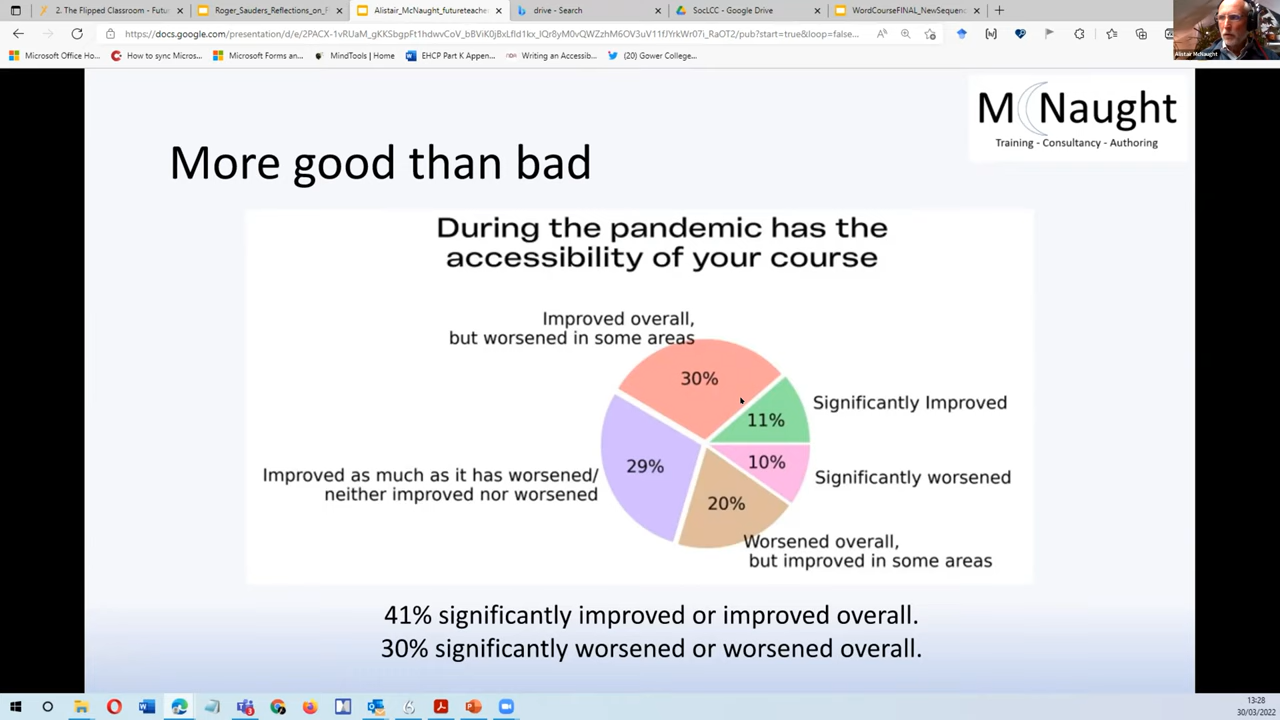 2. The Flipped Classroom - Futur
Roger_Sauders_Reflections_on_F
Alistair_McNaught_futureteacher
drive - Search
SocLCC - Google Drive
WordCourseFINAL_NewSequenc
Microsoft Office Ho...
How to sync Micros...
Microsoft Forms an...
MindTools | Home
EHCP Part K Appen...
Writing an Accessib...
(20) Gower College...
Alistair McNaught
McNaught
Training - Consultancy - Authoring
More good than bad
During the pandemic has the
accessibility of your course
Improved overall,
but worsened in some areas
30%
Significantly Improved
11%
Improved as much as it has worsened/
neither improved nor worsened
29%
10%
Significantly worsened
20%
Worsened overall,
but improved in some areas
41% significantly improved or improved overall.
30% significantly worsened or worsened overall.
13:28
30/03/2022